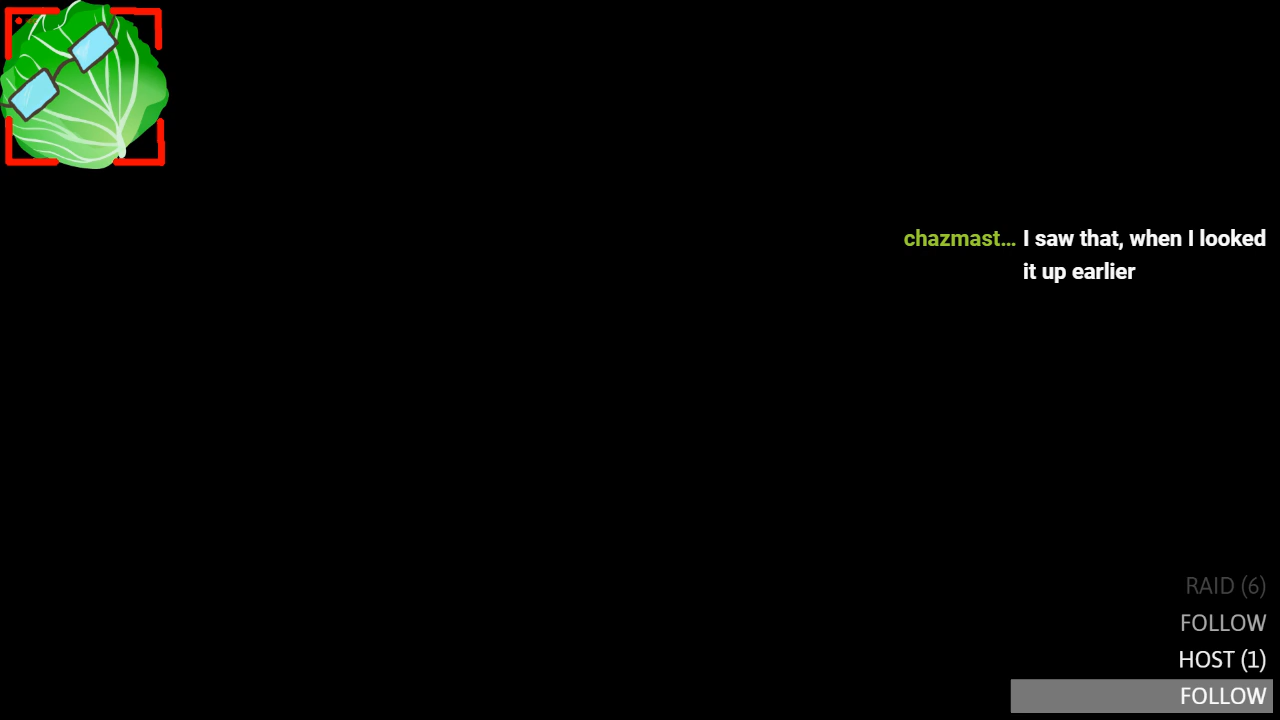 chazmast... I saw that, when I looked
it up earlier
RAID (6)
FOLLOW
HOST (1)
FOLLOW